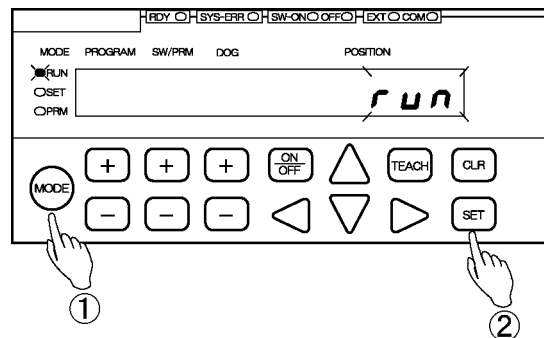 RDY SYS-ERR SW-ON OFF EXT COM
MODE PROGRAM SW/PRM DOG POSITION
RUN
SET
PRM
run
MODE + + + ON/OFF TEACH CLR
− − − SET
① ②